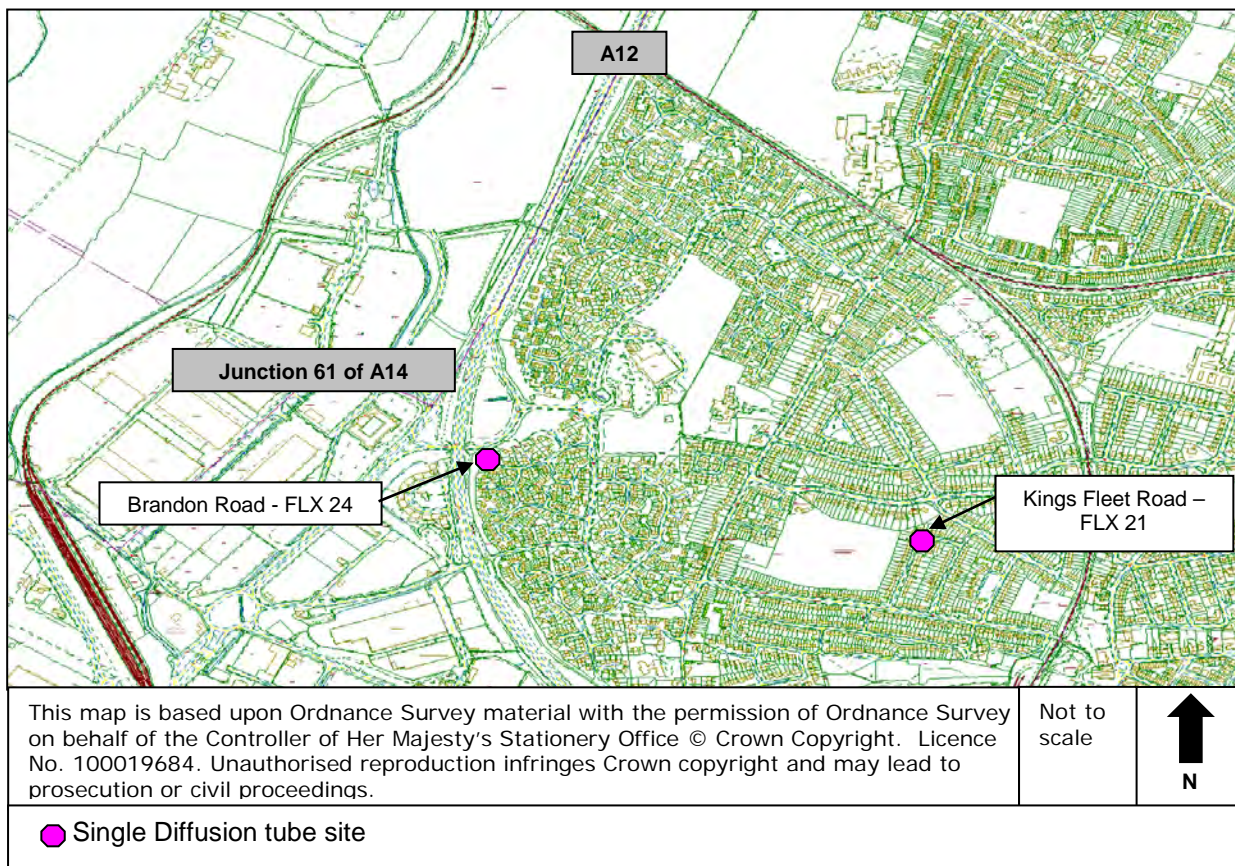 A12
Junction 61 of A14
Brandon Road - FLX 24
Kings Fleet Road –
FLX 21
This map is based upon Ordnance Survey material with the permission of Ordnance Survey
on behalf of the Controller of Her Majesty's Stationery Office © Crown Copyright. Licence
No. 100019684. Unauthorised reproduction infringes Crown copyright and may lead to
prosecution or civil proceedings.
Not to
scale
N
Single Diffusion tube site